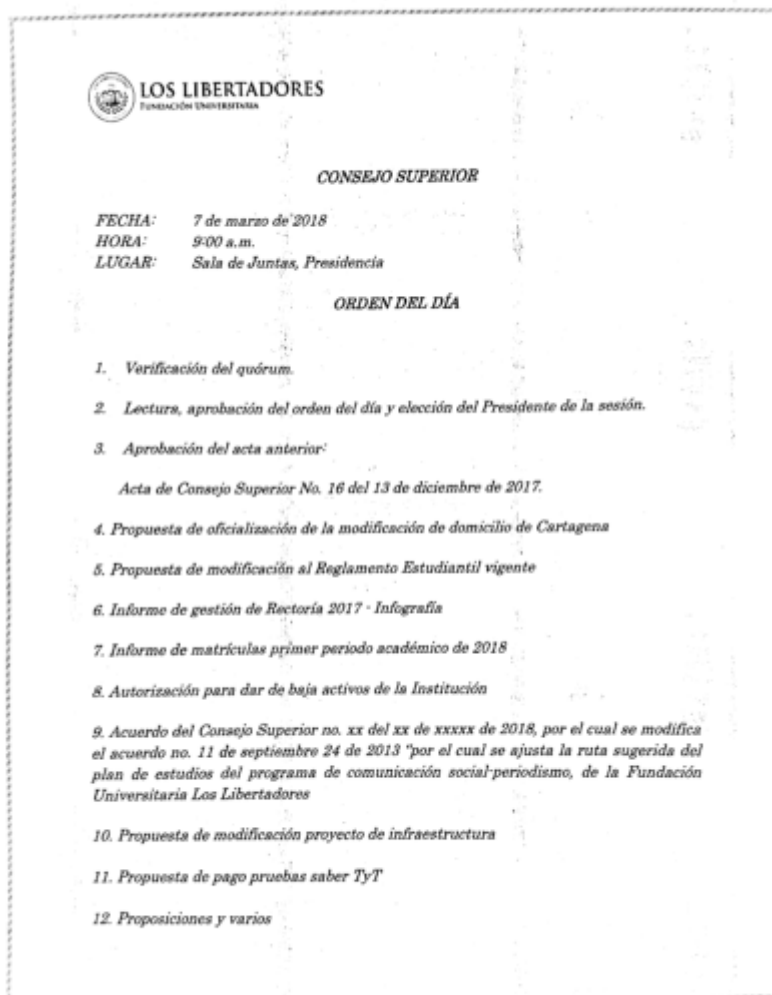 LOS LIBERTADORES
FUNDACIÓN UNIVERSITARIA
CONSEJO SUPERIOR
FECHA: 7 de marzo de 2018
HORA: 9:00 a.m.
LUGAR: Sala de Juntas, Presidencia
ORDEN DEL DÍA
1. Verificación del quórum.
2. Lectura, aprobación del orden del día y elección del Presidente de la sesión.
3. Aprobación del acta anterior:
Acta de Consejo Superior No. 16 del 13 de diciembre de 2017.
4. Propuesta de oficialización de la modificación de domicilio de Cartagena
5. Propuesta de modificación al Reglamento Estudiantil vigente
6. Informe de gestión de Rectoría 2017 - Infografía
7. Informe de matrículas primer periodo académico de 2018
8. Autorización para dar de baja activos de la Institución
9. Acuerdo del Consejo Superior no. xx del xx de xxxxx de 2018, por el cual se modifica
el acuerdo no. 11 de septiembre 24 de 2013 "por el cual se ajusta la ruta sugerida del
plan de estudios del programa de comunicación social-periodismo, de la Fundación
Universitaria Los Libertadores
10. Propuesta de modificación proyecto de infraestructura
11. Propuesta de pago pruebas saber TyT
12. Proposiciones y varios